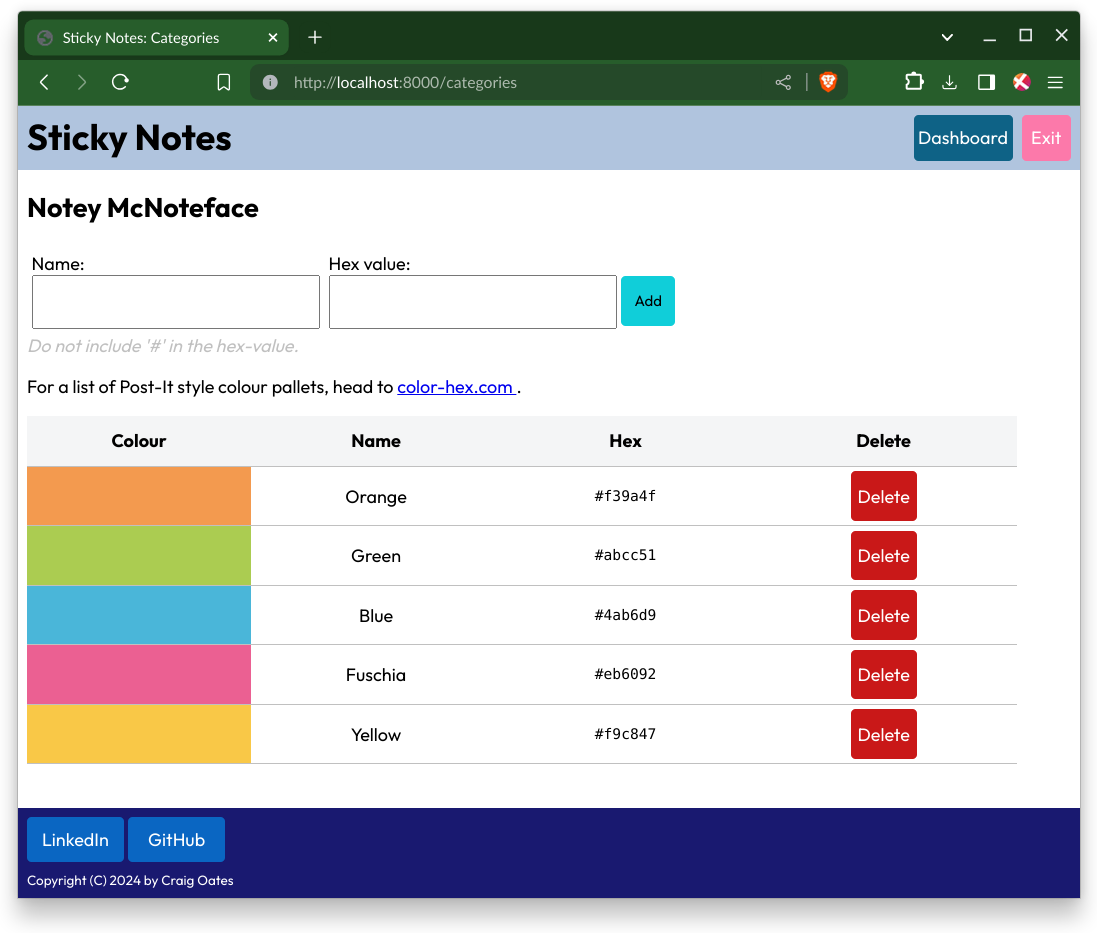 Sticky Notes: Categories
http://localhost:8000/categories
Sticky Notes
Dashboard
Exit
Notey McNoteface
Name:
Hex value:
Add
Do not include '#' in the hex-value.
For a list of Post-It style colour pallets, head to color-hex.com .
Colour Name Hex Delete
Orange #f39a4f Delete
Green #abcc51 Delete
Blue #4ab6d9 Delete
Fuschia #eb6092 Delete
Yellow #f9c847 Delete
LinkedIn GitHub
Copyright (C) 2024 by Craig Oates